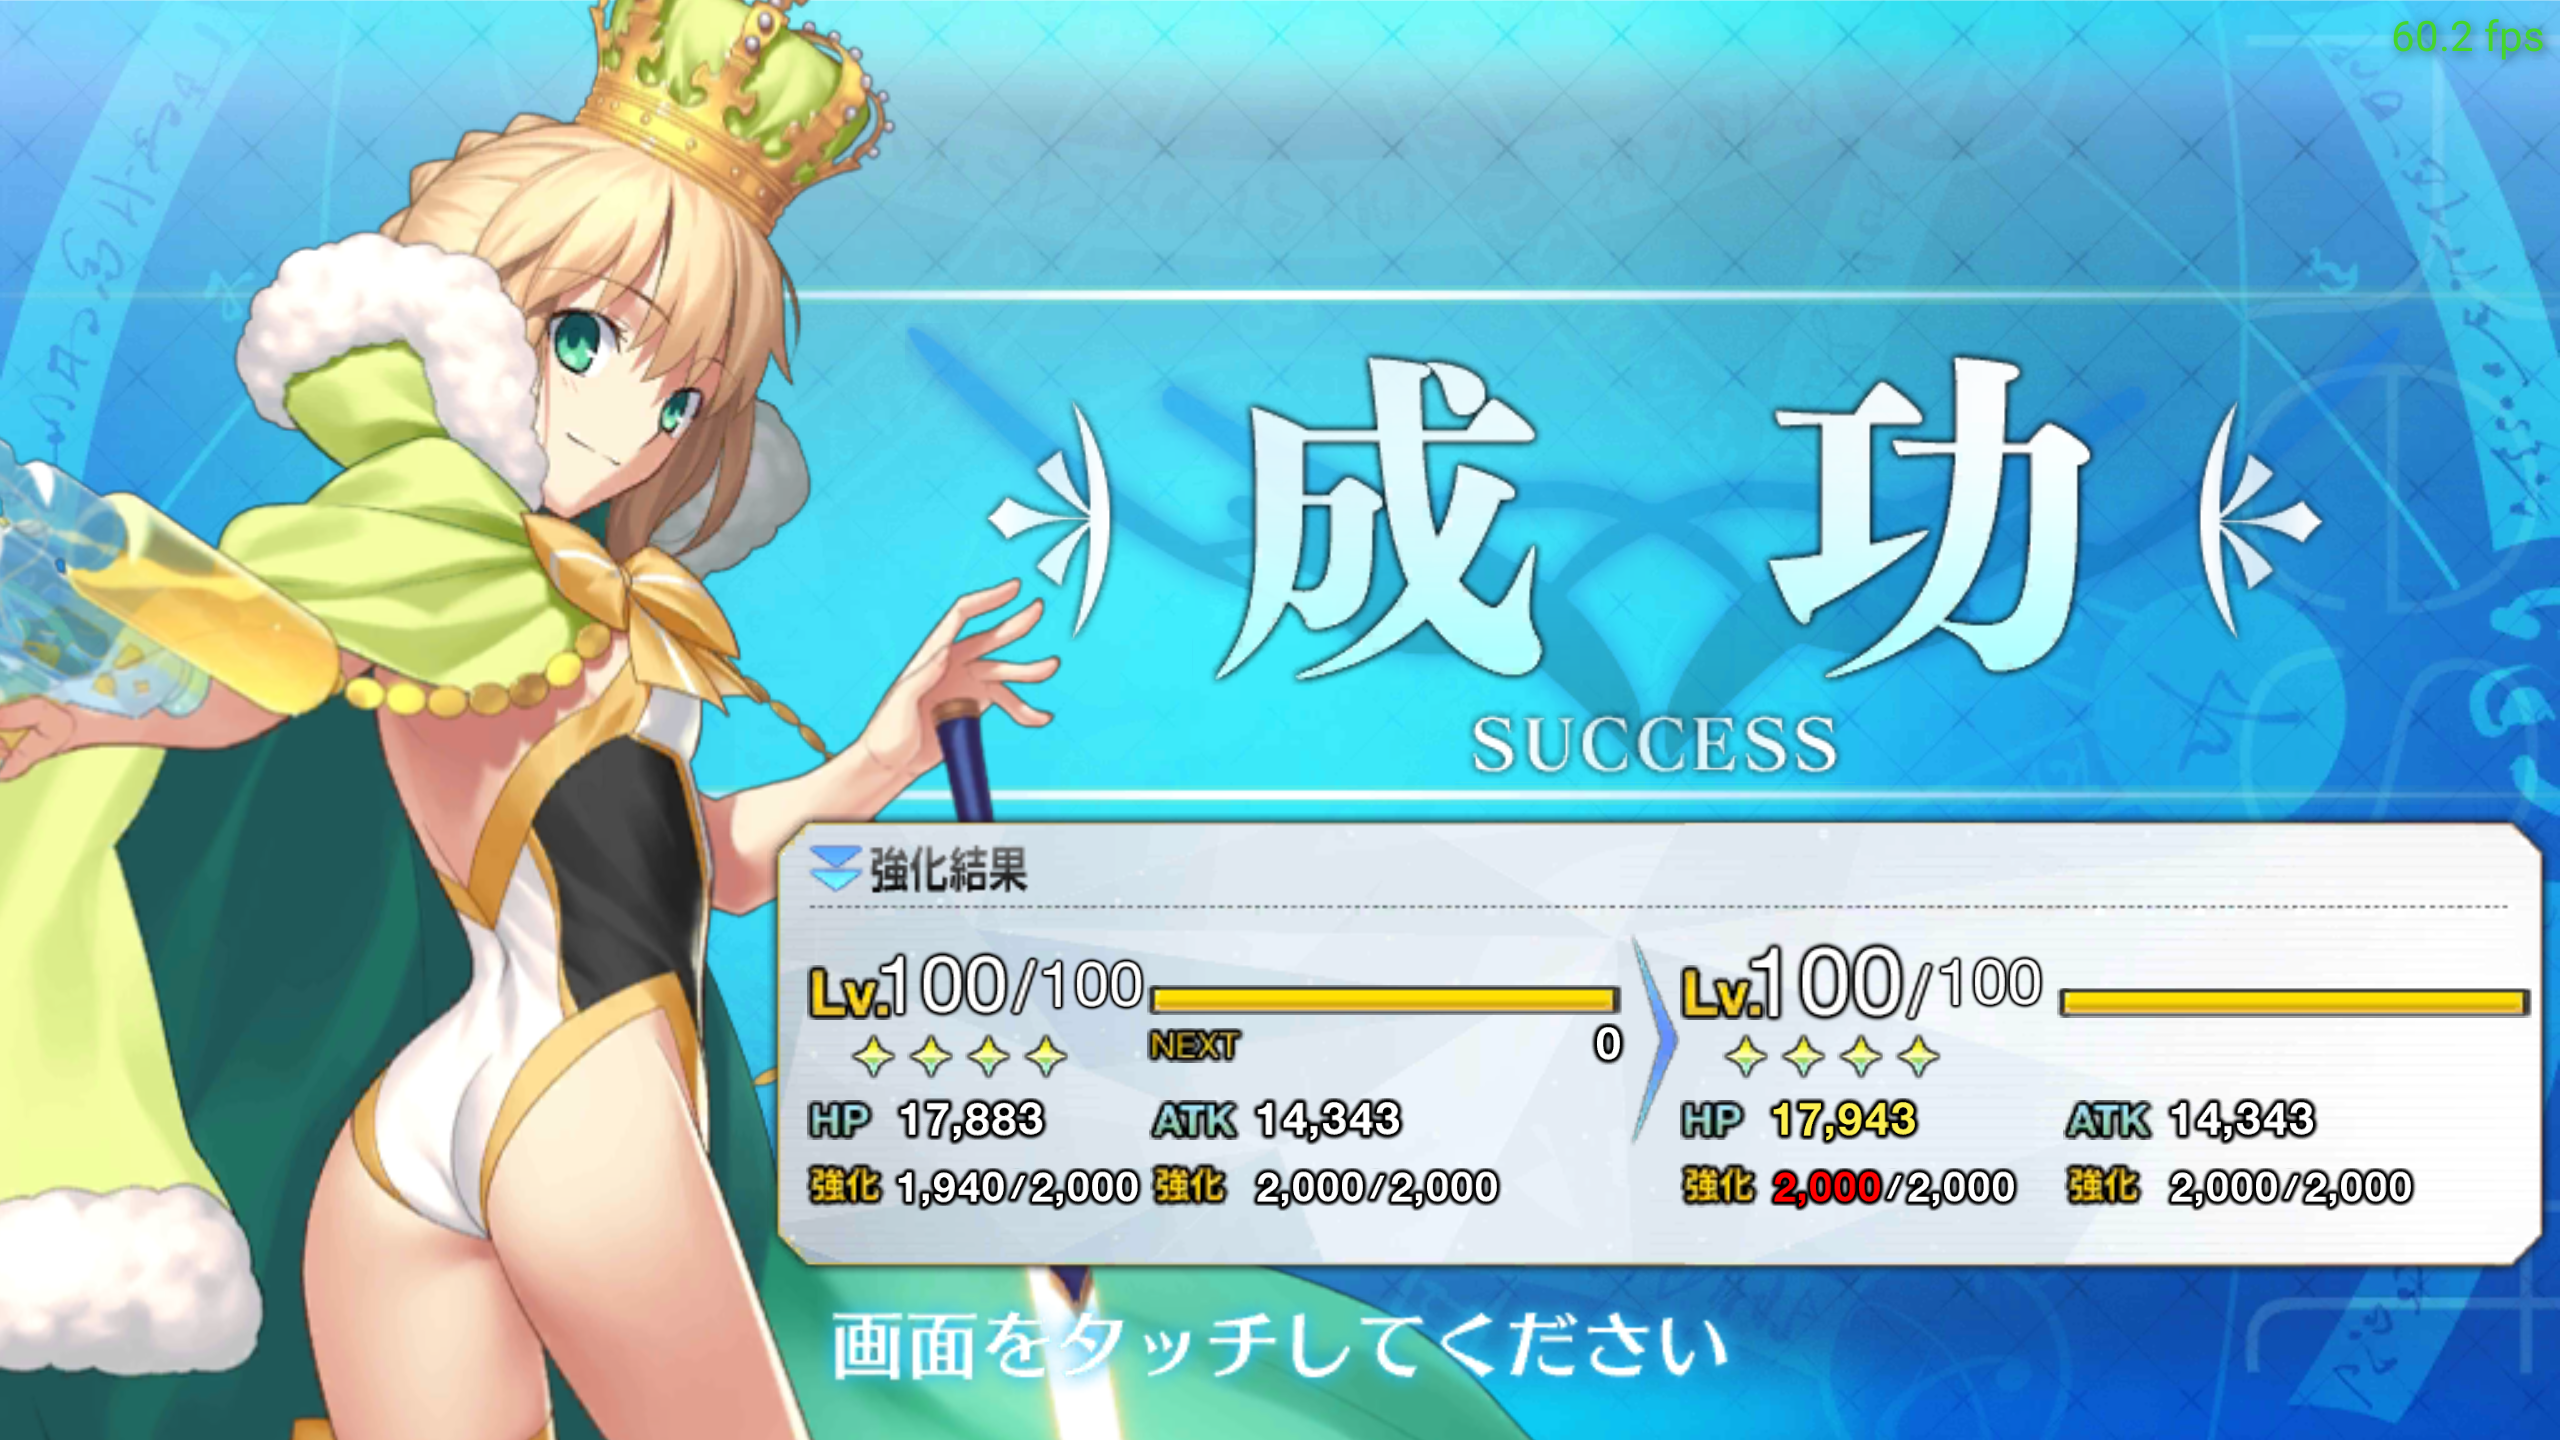 60.2 fps
成功
SUCCESS
強化結果
Lv.100/100
NEXT 0
HP 17,883 ATK 14,343
強化 1,940/2,000 強化 2,000/2,000
Lv.100/100
HP 17,943 ATK 14,343
強化 2,000/2,000 強化 2,000/2,000
画面をタッチしてください